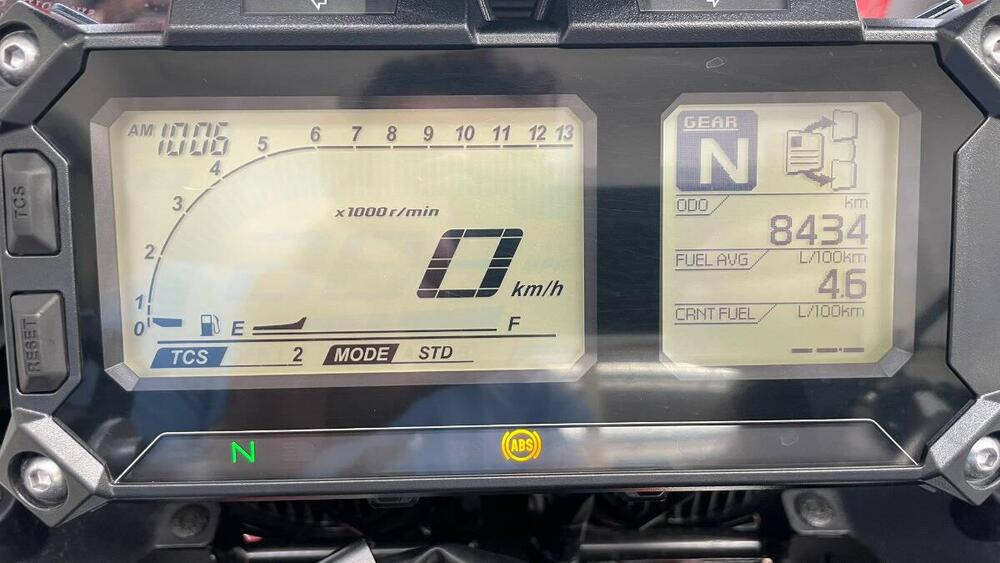 AM 10:06
0 1 2 3 4 5 6 7 8 9 10 11 12 13
x1000 r/min
0 km/h
E F
TCS 2 MODE STD
TCS
RESET
GEAR
N
ODO km
8434
FUEL AVG L/100km
4.6
CRNT FUEL L/100km
--.-
N
ABS